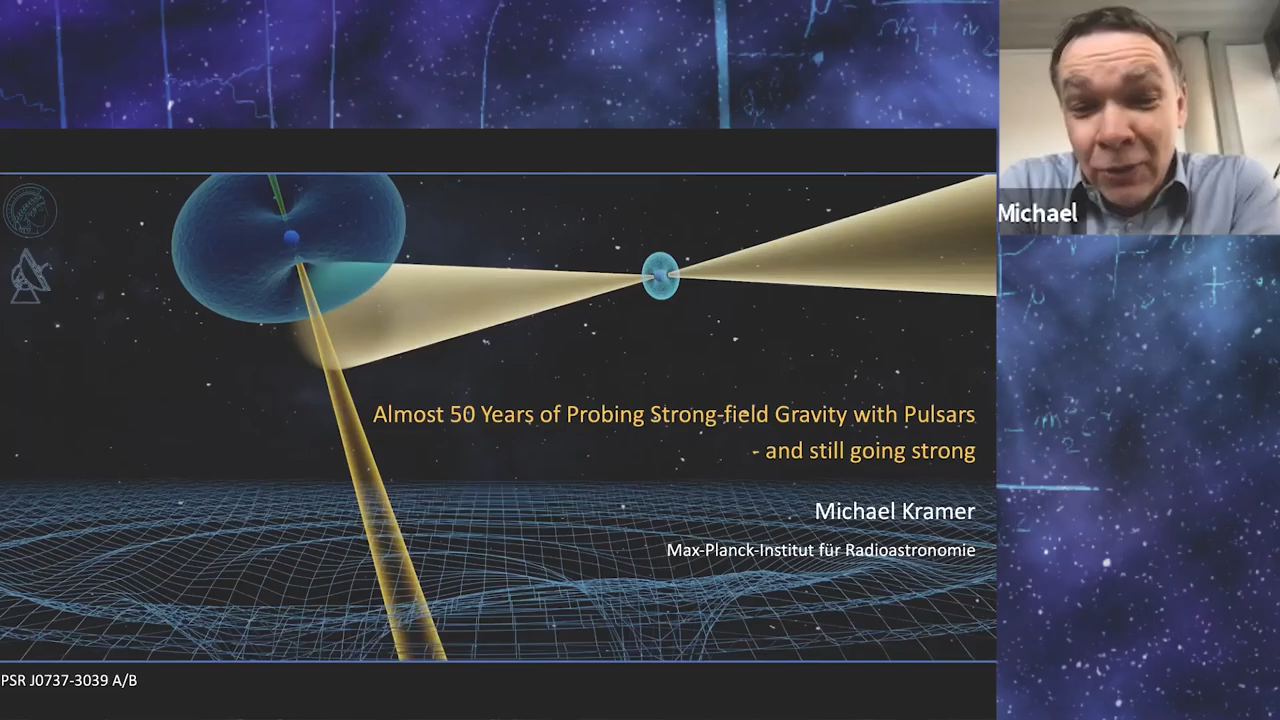 Michael
Almost 50 Years of Probing Strong-field Gravity with Pulsars
- and still going strong
Michael Kramer
Max-Planck-Institut für Radioastronomie
PSR J0737-3039 A/B